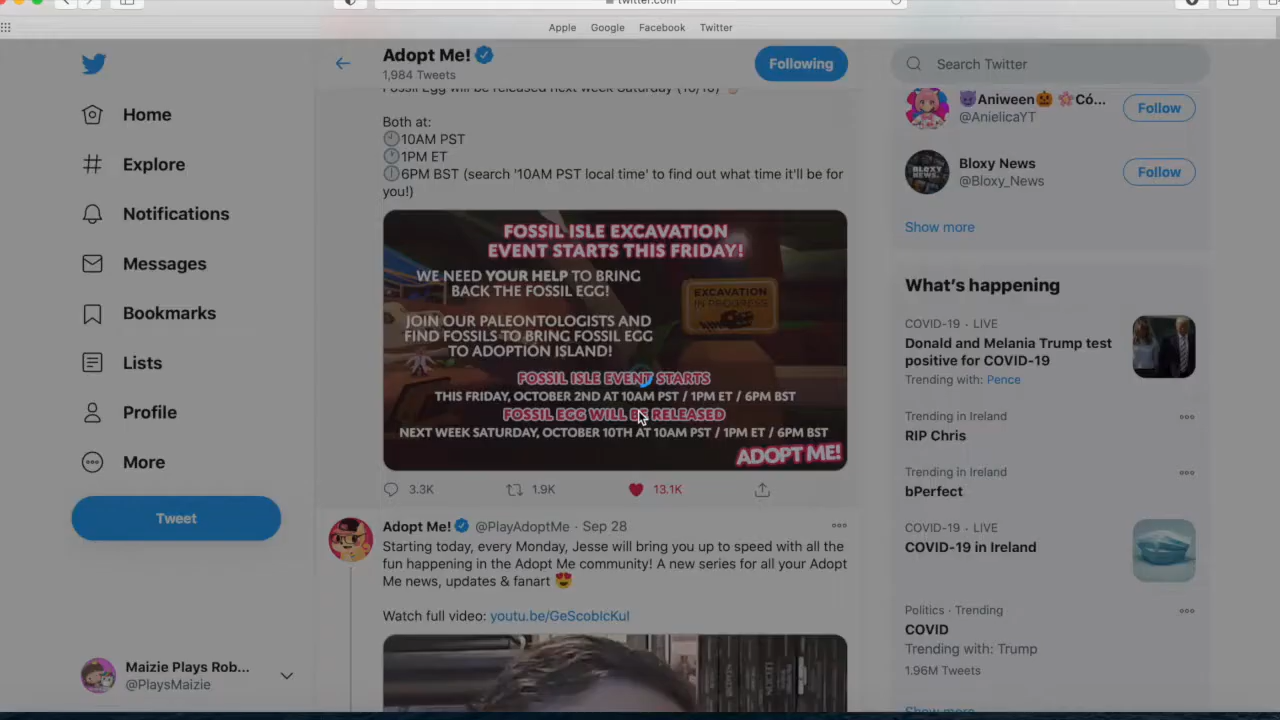 twitter.com
Apple
Google
Facebook
Twitter
Home
Explore
Notifications
Messages
Bookmarks
Lists
Profile
More
Tweet
Maizie Plays Rob...
@PlaysMaizie
Adopt Me!
1,984 Tweets
Following
Fossil Egg will be released next week Saturday (10/10)
Both at:
10AM PST
1PM ET
6PM BST (search '10AM PST local time' to find out what time it'll be for
you!)
FOSSIL ISLE EXCAVATION
EVENT STARTS THIS FRIDAY!
WE NEED YOUR HELP TO BRING
BACK THE FOSSIL EGG!
EXCAVATION
IN PROGRESS
JOIN OUR PALEONTOLOGISTS AND
FIND FOSSILS TO BRING FOSSIL EGG
TO ADOPTION ISLAND!
FOSSIL ISLE EVENT STARTS
THIS FRIDAY, OCTOBER 2ND AT 10AM PST / 1PM ET / 6PM BST
FOSSIL EGG WILL BE RELEASED
NEXT WEEK SATURDAY, OCTOBER 10TH AT 10AM PST / 1PM ET / 6PM BST
ADOPT ME!
3.3K
1.9K
13.1K
Adopt Me! @PlayAdoptMe · Sep 28
Starting today, every Monday, Jesse will bring you up to speed with all the
fun happening in the Adopt Me community! A new series for all your Adopt
Me news, updates & fanart
Watch full video: youtu.be/GeScobIcKuI
Search Twitter
Aniween Có...
@AnielicaYT
Follow
BLOXY
NEWS
Bloxy News
@Bloxy_News
Follow
Show more
What's happening
COVID-19 · LIVE
Donald and Melania Trump test
positive for COVID-19
Trending with: Pence
Trending in Ireland
RIP Chris
Trending in Ireland
bPerfect
COVID-19 · LIVE
COVID-19 in Ireland
Politics · Trending
COVID
Trending with: Trump
1.96M Tweets
Show more